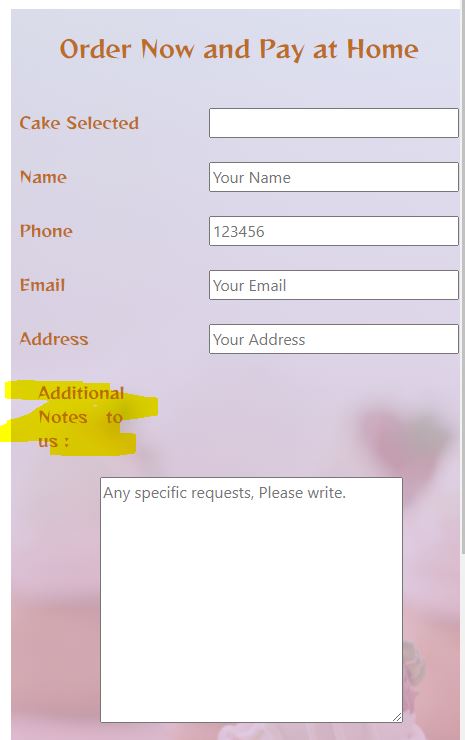 Order Now and Pay at Home
Cake Selected
Name Your Name
Phone 123456
Email Your Email
Address Your Address
Additional
Notes to
us :
Any specific requests, Please write.